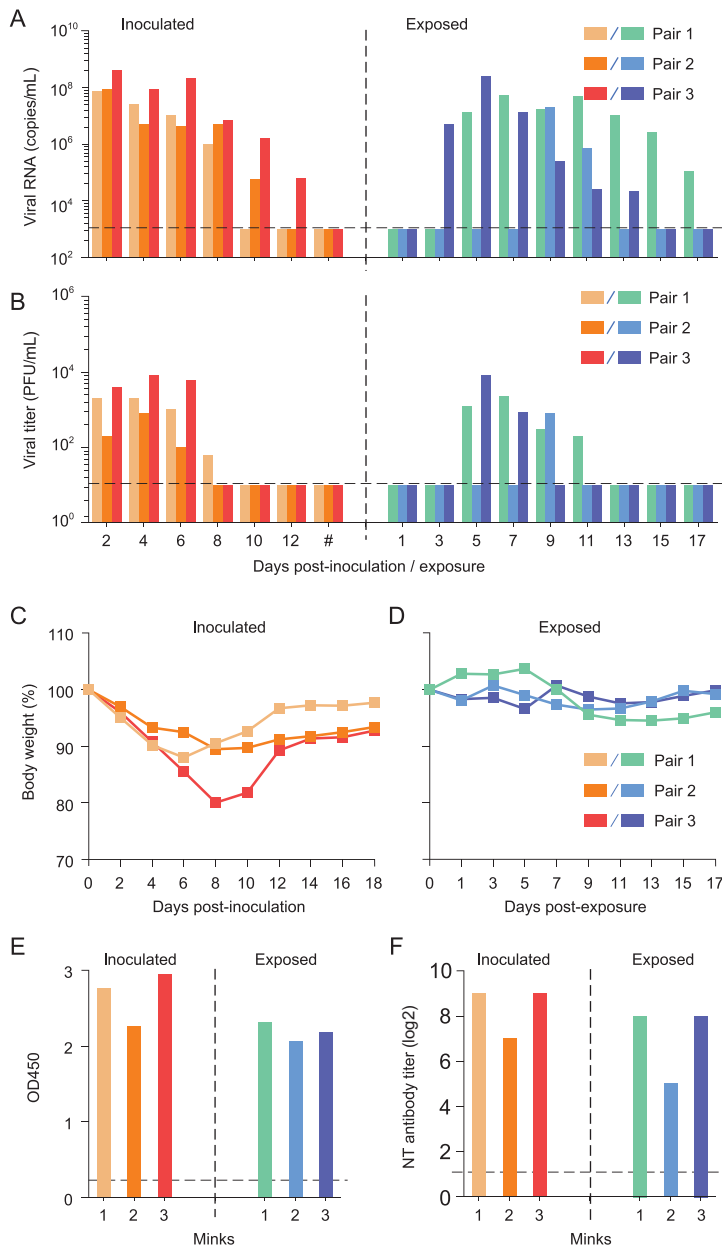 A
Inoculated
Exposed
Viral RNA (copies/mL)
10^10
10^8
10^6
10^4
10^2
/ Pair 1
/ Pair 2
/ Pair 3
B
Viral titer (PFU/mL)
10^6
10^4
10^2
10^0
/ Pair 1
/ Pair 2
/ Pair 3
2 4 6 8 10 12 # 1 3 5 7 9 11 13 15 17
Days post-inoculation / exposure
C
Inoculated
Body weight (%)
110
100
90
80
70
0 2 4 6 8 10 12 14 16 18
Days post-inoculation
D
Exposed
/ Pair 1
/ Pair 2
/ Pair 3
0 1 3 5 7 9 11 13 15 17
Days post-exposure
E
Inoculated
Exposed
OD450
3
2
1
0
1 2 3 1 2 3
Minks
F
Inoculated
Exposed
NT antibody titer (log2)
10
8
6
4
2
0
1 2 3 1 2 3
Minks